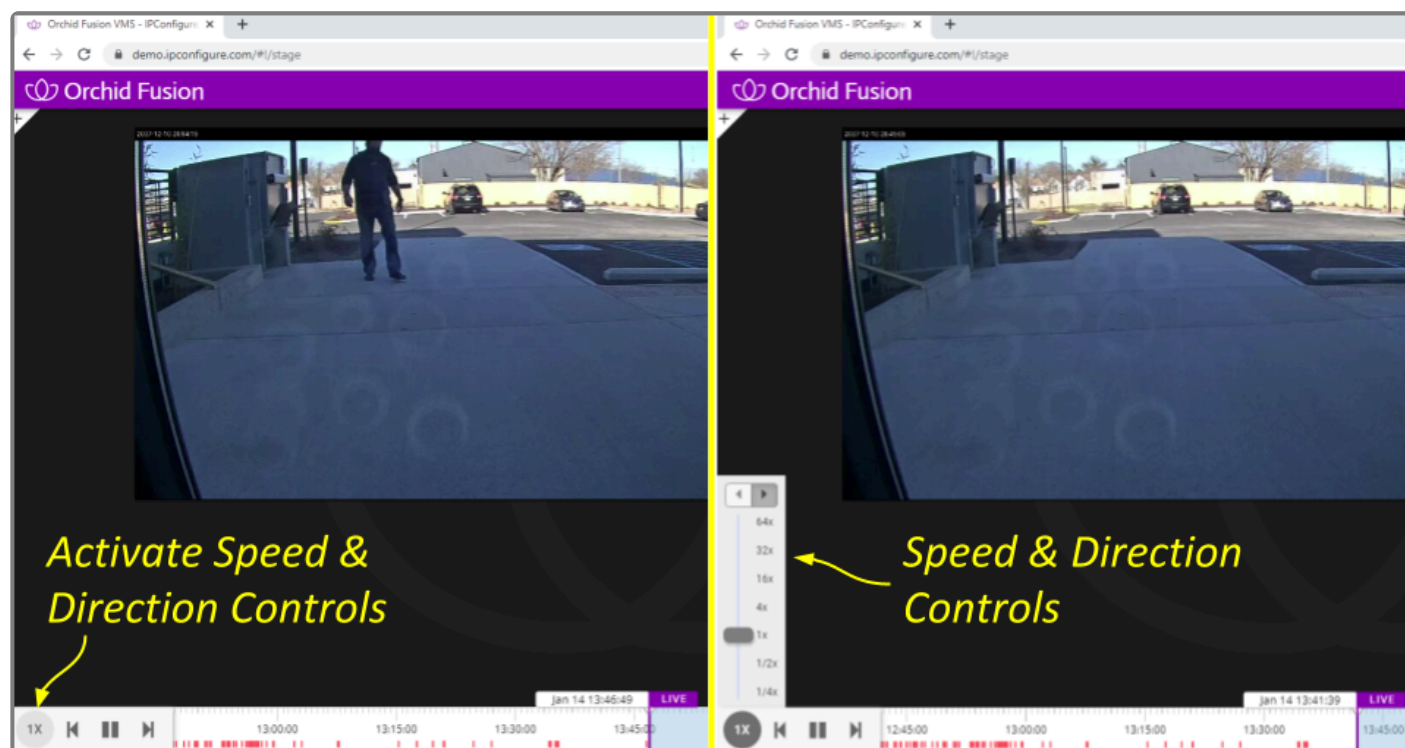 Orchid Fusion VMS - IPConfigure
demo.ipconfigure.com/#!/stage
Orchid Fusion
Activate Speed &
Direction Controls
Jan 14 13:46:49 LIVE
1X
13:00:00 13:15:00 13:30:00 13:45:00
Orchid Fusion VMS - IPConfigure
demo.ipconfigure.com/#!/stage
Orchid Fusion
64x
32x
16x
4x
1x
1/2x
1/4x
Speed & Direction
Controls
Jan 14 13:41:39 LIVE
1X
12:45:00 13:00:00 13:15:00 13:30:00 13:45:00